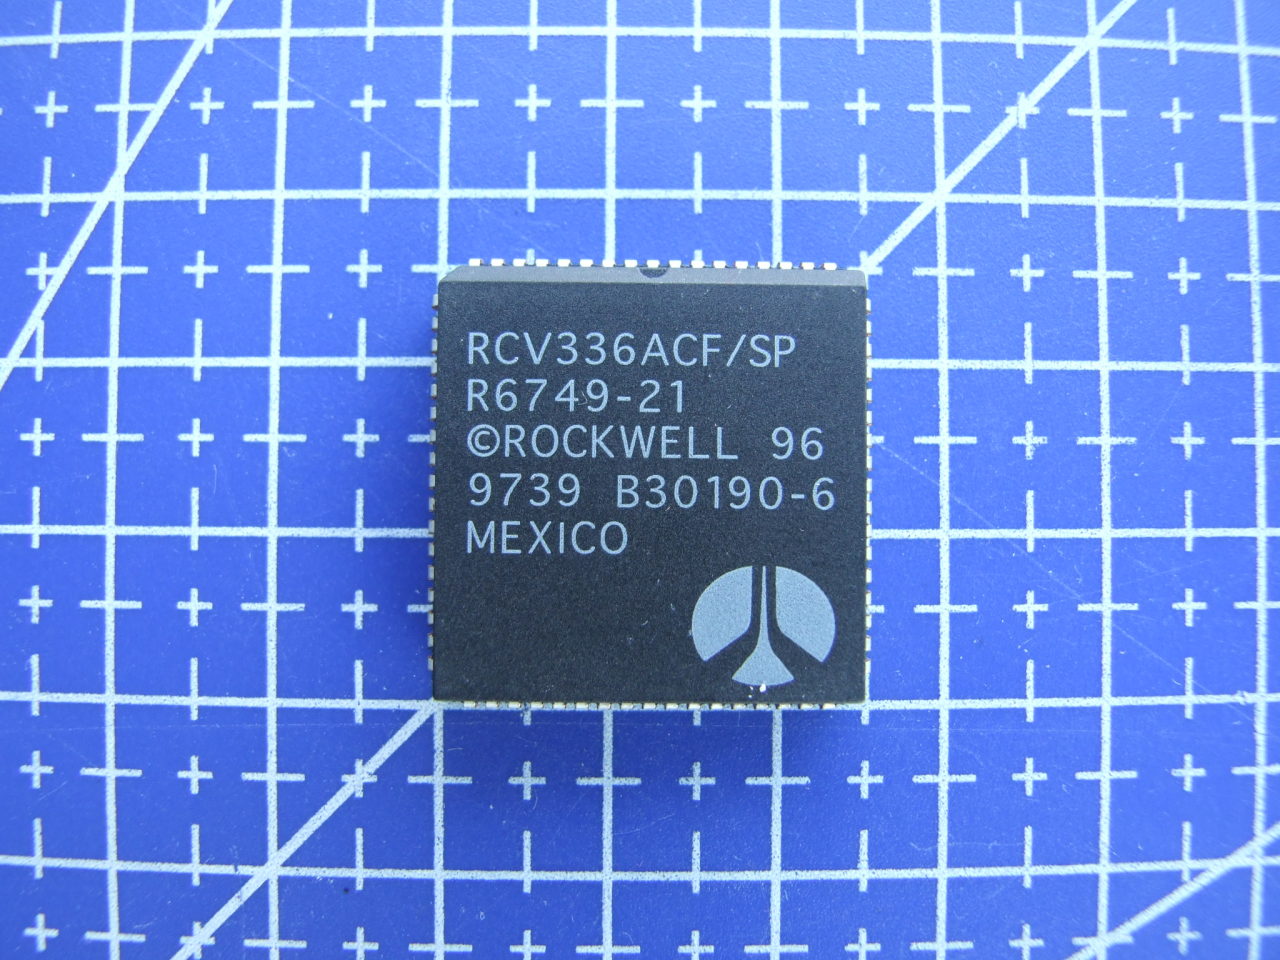 RCV336ACF/SP
R6749-21
©ROCKWELL 96
9739 B30190-6
MEXICO